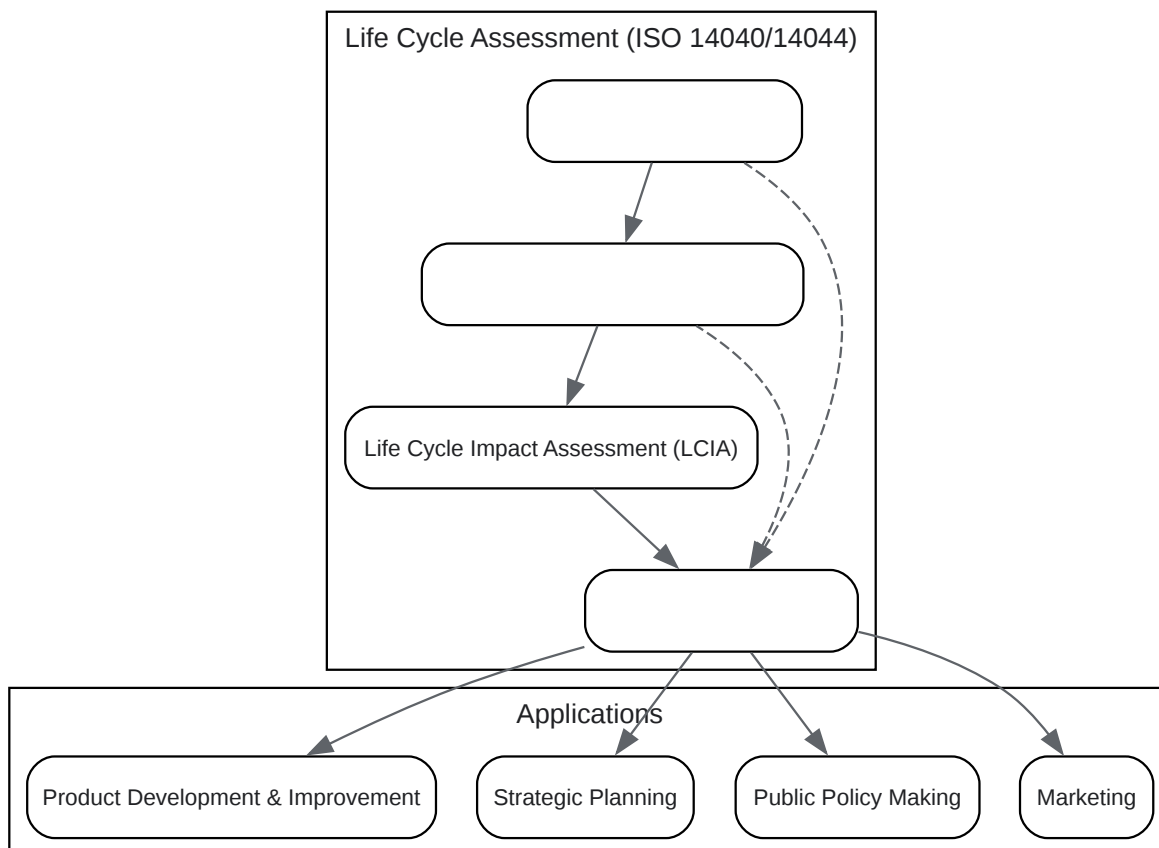 Life Cycle Assessment (ISO 14040/14044)
Life Cycle Impact Assessment (LCIA)
Applications
Product Development & Improvement
Strategic Planning
Public Policy Making
Marketing